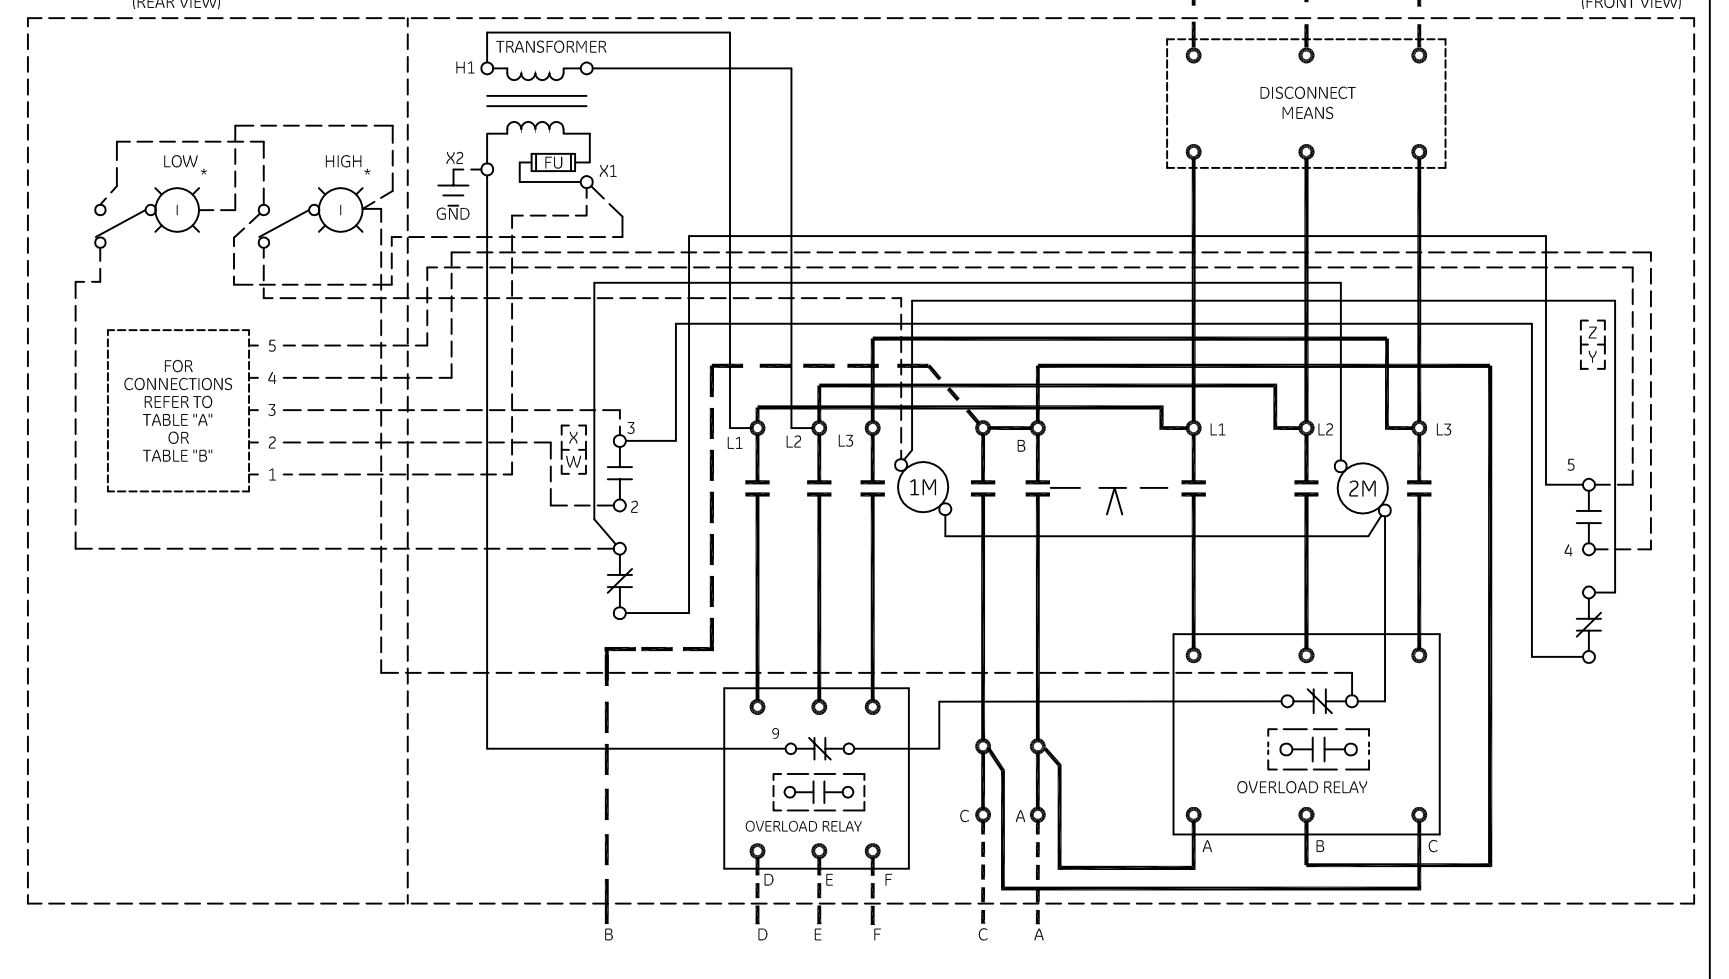 (REAR VIEW)
(FRONT VIEW)
TRANSFORMER
H1
DISCONNECT
MEANS
LOW
*
HIGH
*
X2
FU
X1
GND
I
I
5
4
3
2
1
FOR
CONNECTIONS
REFER TO
TABLE "A"
OR
TABLE "B"
X
W
3
2
L1
L2
L3
1M
B
L1
L2
L3
2M
Z
Y
5
4
9
OVERLOAD RELAY
D
E
F
C
A
OVERLOAD RELAY
A
B
C
B
D
E
F
C
A